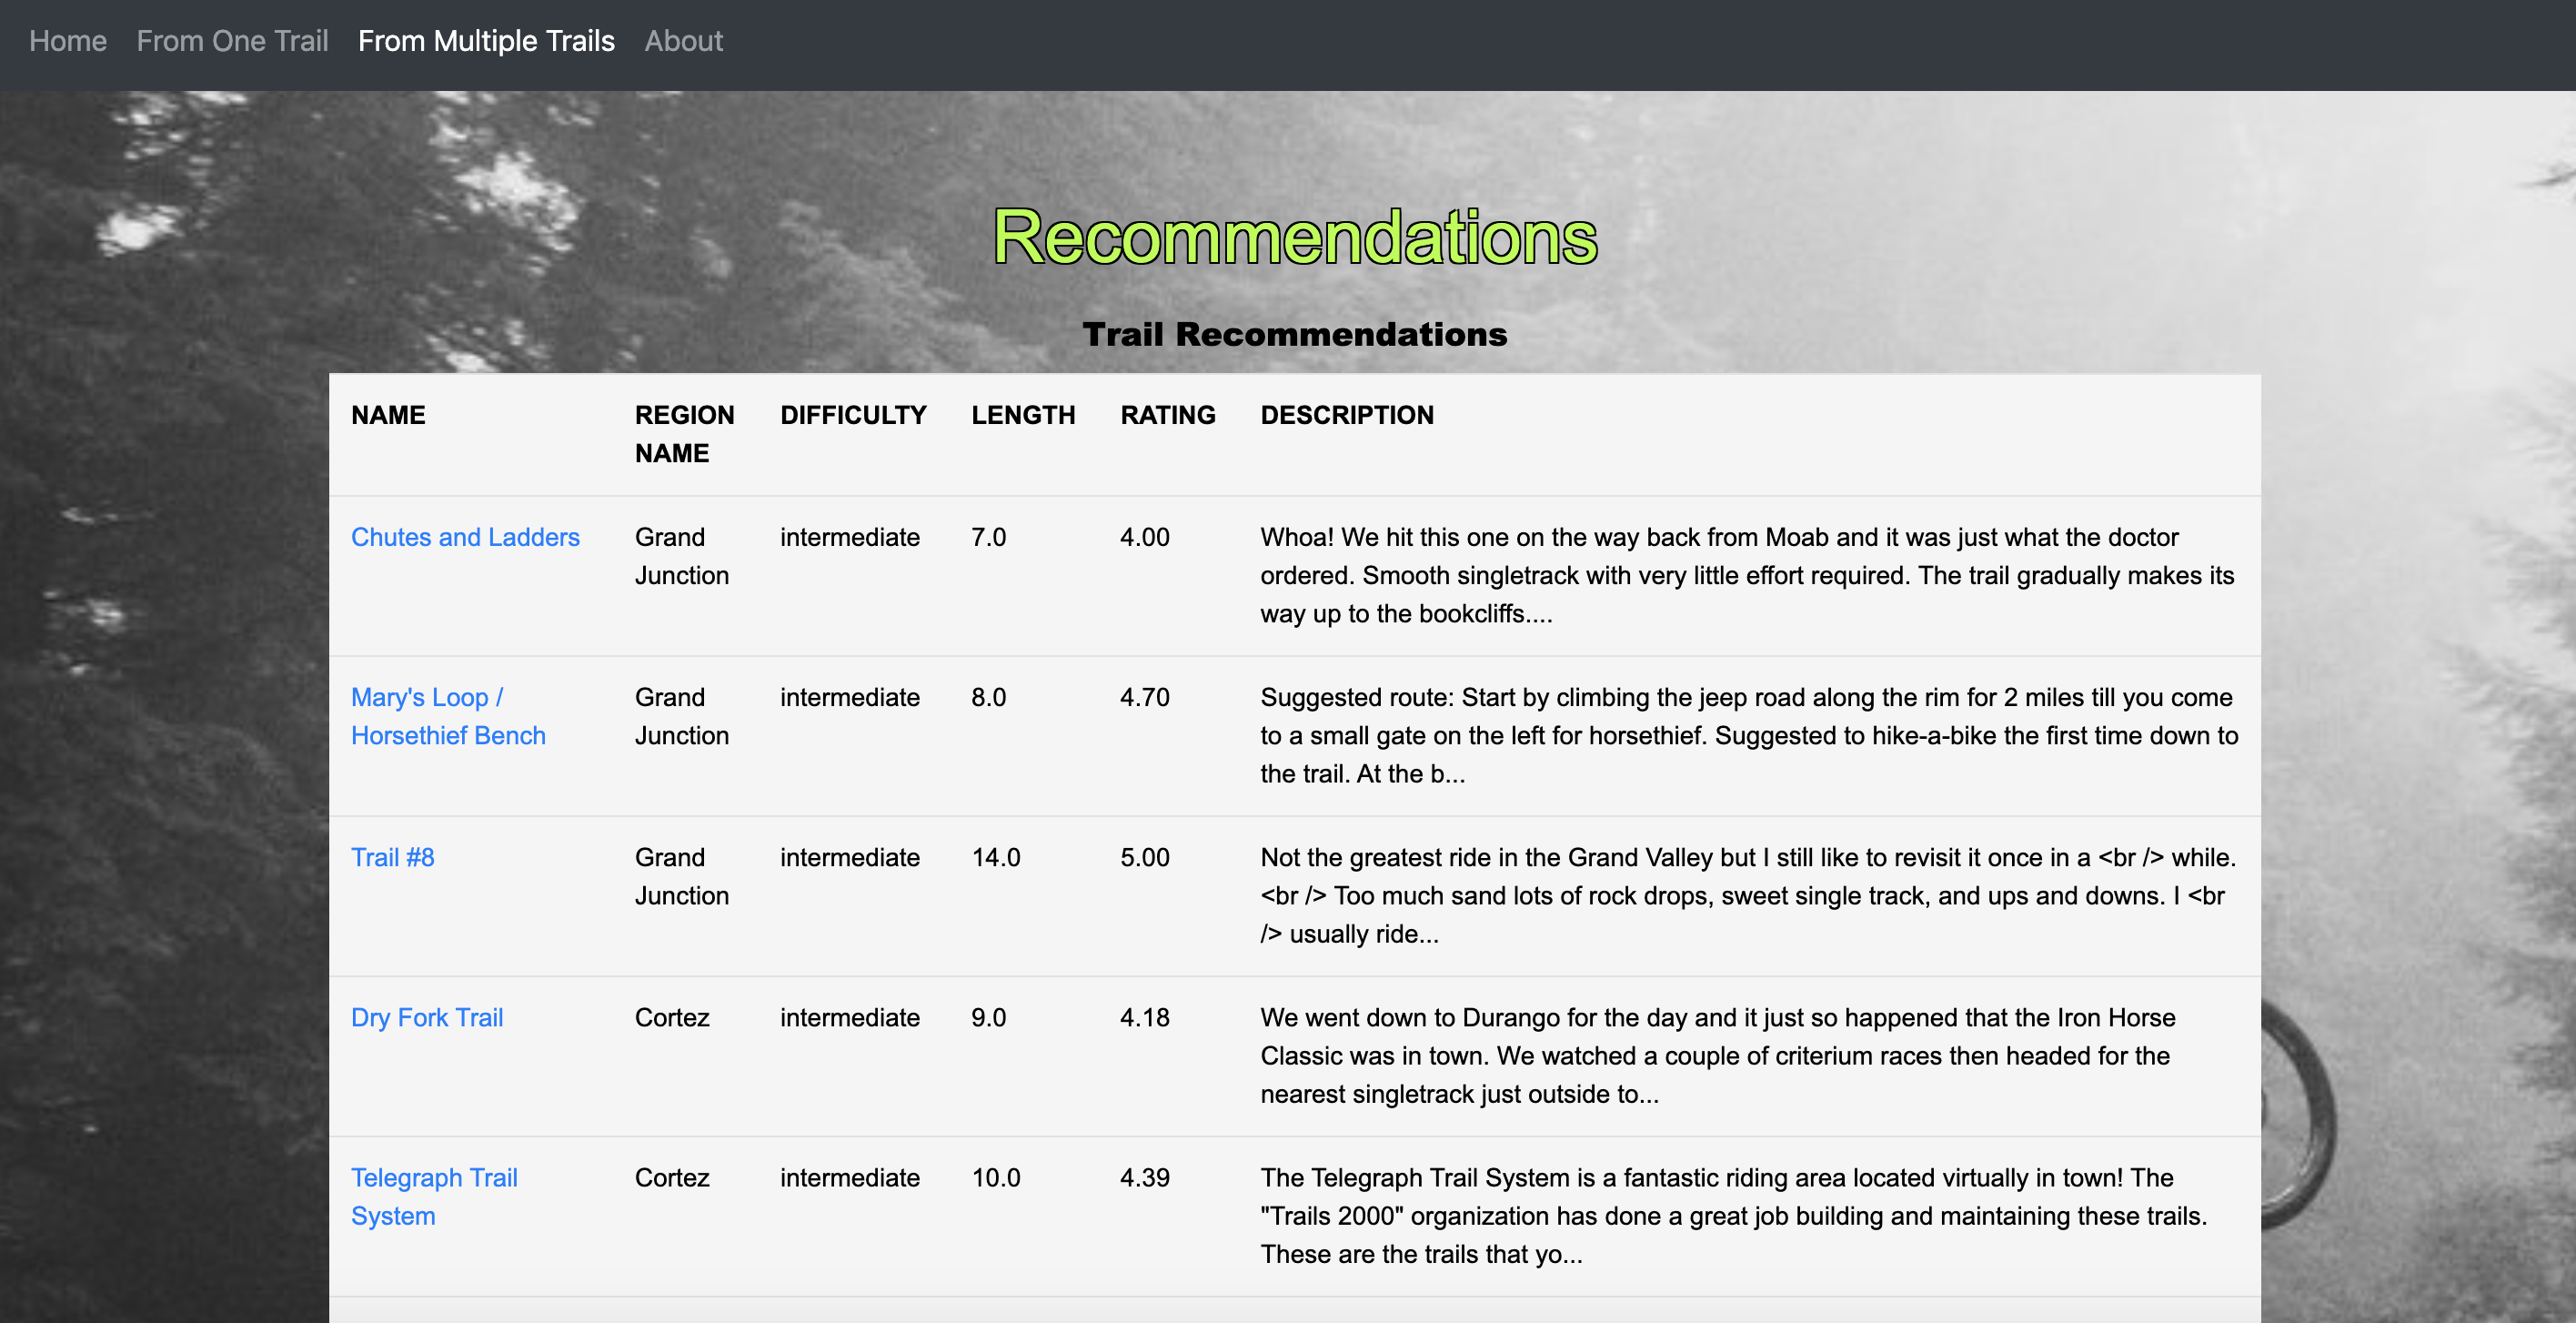 Home From One Trail From Multiple Trails About
Recommendations
Trail Recommendations
NAME REGION NAME DIFFICULTY LENGTH RATING DESCRIPTION
Chutes and Ladders Grand Junction intermediate 7.0 4.00 Whoa! We hit this one on the way back from Moab and it was just what the doctor
ordered. Smooth singletrack with very little effort required. The trail gradually makes its
way up to the bookcliffs....
Mary's Loop / Horsethief Bench Grand Junction intermediate 8.0 4.70 Suggested route: Start by climbing the jeep road along the rim for 2 miles till you come
to a small gate on the left for horsethief. Suggested to hike-a-bike the first time down to
the trail. At the b...
Trail #8 Grand Junction intermediate 14.0 5.00 Not the greatest ride in the Grand Valley but I still like to revisit it once in a <br /> while.
<br /> Too much sand lots of rock drops, sweet single track, and ups and downs. I <br
/> usually ride...
Dry Fork Trail Cortez intermediate 9.0 4.18 We went down to Durango for the day and it just so happened that the Iron Horse
Classic was in town. We watched a couple of criterium races then headed for the
nearest singletrack just outside to...
Telegraph Trail System Cortez intermediate 10.0 4.39 The Telegraph Trail System is a fantastic riding area located virtually in town! The
"Trails 2000" organization has done a great job building and maintaining these trails.
These are the trails that yo...